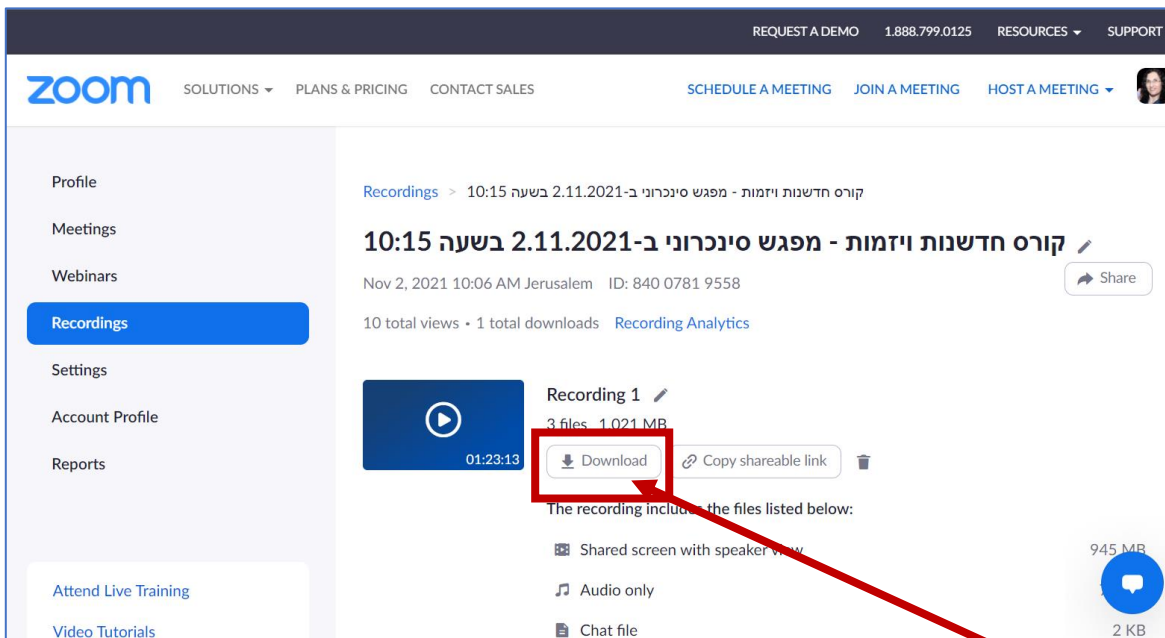 REQUEST A DEMO 1.888.799.0125 RESOURCES SUPPORT
zoom SOLUTIONS PLANS & PRICING CONTACT SALES SCHEDULE A MEETING JOIN A MEETING HOST A MEETING
Profile
Meetings
Webinars
Recordings
Settings
Account Profile
Reports
Attend Live Training
Video Tutorials
Recordings > קורס חדשנות ויזמות - מפגש סינכרוני ב-2.11.2021 בשעה 10:15
קורס חדשנות ויזמות - מפגש סינכרוני ב-2.11.2021 בשעה 10:15
Nov 2, 2021 10:06 AM Jerusalem ID: 840 0781 9558
Share
10 total views • 1 total downloads Recording Analytics
01:23:13
Recording 1
3 files 1,021 MB
Download Copy shareable link
The recording includes the files listed below:
Shared screen with speaker view 945 MB
Audio only
Chat file 2 KB